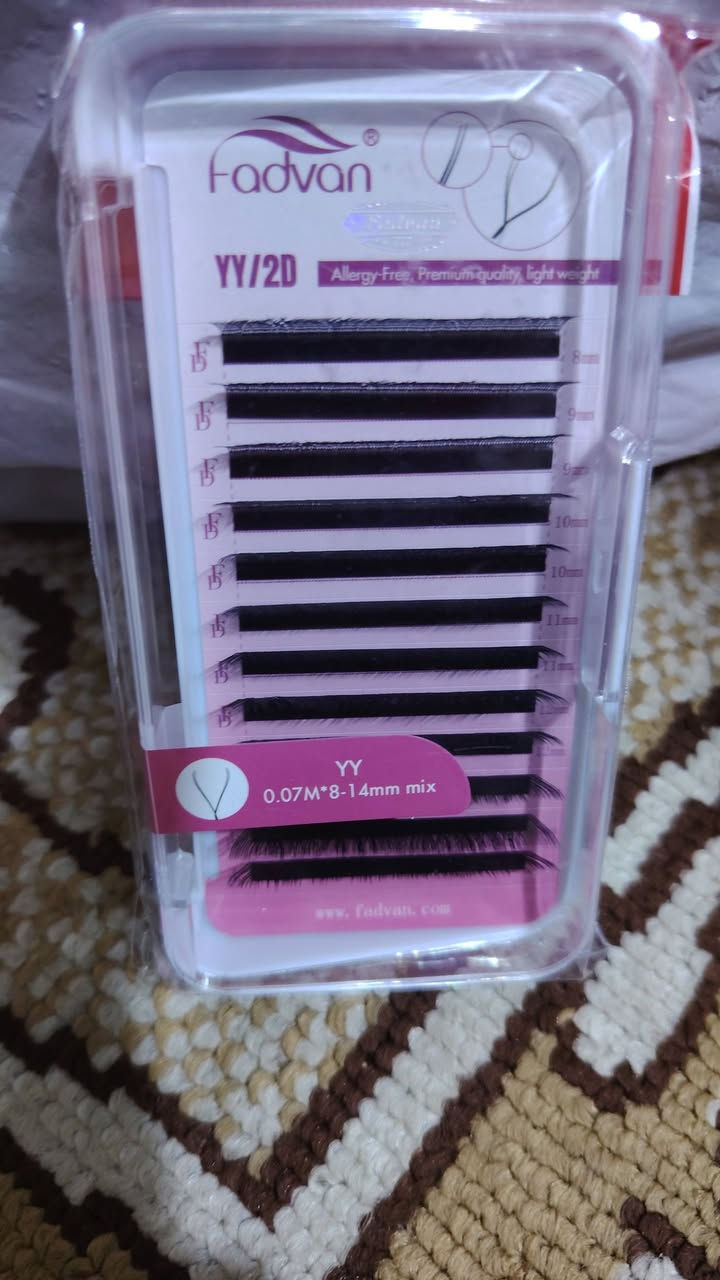 Fadvan®
Fadvan
YY/2D
Allergy-Free, Premium quality, light weight
8mm
9mm
9mm
10mm
10mm
11mm
11mm
YY
0.07M*8-14mm mix
www.fadvan.com